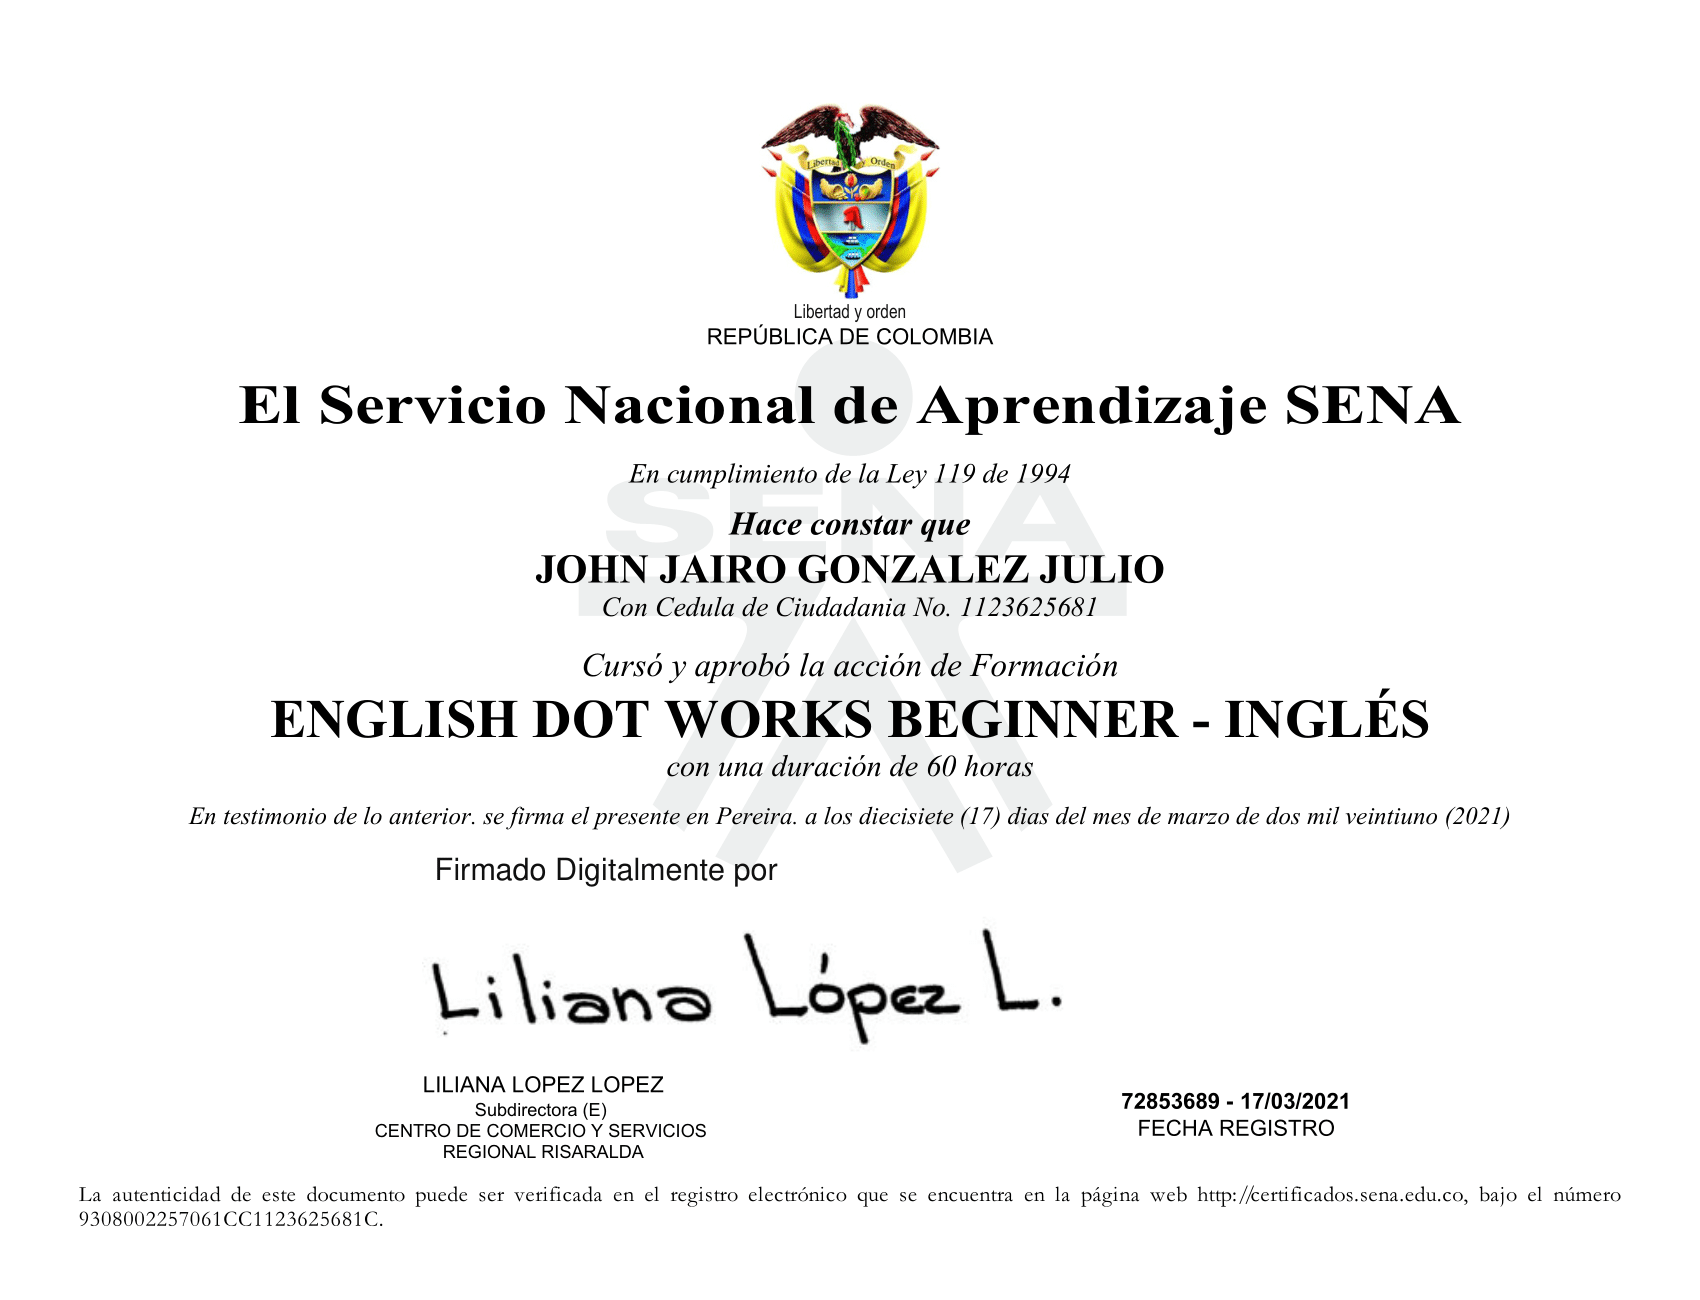 Libertad y Orden
Libertad y orden
REPÚBLICA DE COLOMBIA
El Servicio Nacional de Aprendizaje SENA
En cumplimiento de la Ley 119 de 1994
SENA
Hace constar que
JOHN JAIRO GONZALEZ JULIO
Con Cedula de Ciudadania No. 1123625681
Cursó y aprobó la acción de Formación
ENGLISH DOT WORKS BEGINNER - INGLÉS
con una duración de 60 horas
En testimonio de lo anterior. se firma el presente en Pereira. a los diecisiete (17) dias del mes de marzo de dos mil veintiuno (2021)
Firmado Digitalmente por
Liliana López L.
LILIANA LOPEZ LOPEZ
Subdirectora (E)
CENTRO DE COMERCIO Y SERVICIOS
REGIONAL RISARALDA
72853689 - 17/03/2021
FECHA REGISTRO
La autenticidad de este documento puede ser verificada en el registro electrónico que se encuentra en la página web http://certificados.sena.edu.co, bajo el número
9308002257061CC1123625681C.